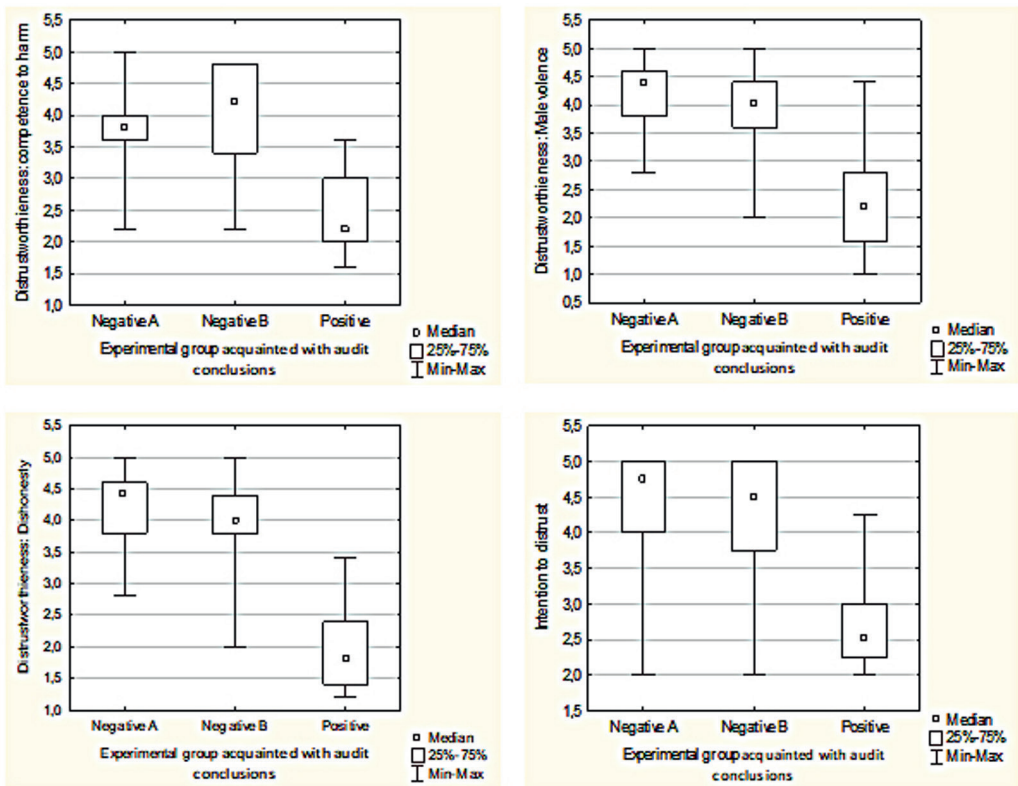 Distrustworthieness: competence to harm
5,5
5,0
4,5
4,0
3,5
3,0
2,5
2,0
1,5
1,0
Negative A
Negative B
Positive
Experimental group acquainted with audit
conclusions
Median
25%-75%
Min-Max
Distrustworthieness: Male volence
5,5
5,0
4,5
4,0
3,5
3,0
2,5
2,0
1,5
1,0
0,5
Negative A
Negative B
Positive
Experimental group acquainted with audit
conclusions
Median
25%-75%
Min-Max
Distrustworthieness: Dishonesty
5,5
5,0
4,5
4,0
3,5
3,0
2,5
2,0
1,5
1,0
Negative A
Negative B
Positive
Experimental group acquainted with audit
conclusions
Median
25%-75%
Min-Max
Intention to distrust
5,5
5,0
4,5
4,0
3,5
3,0
2,5
2,0
1,5
Negative A
Negative B
Positive
Experimental group acquainted with audit
conclusions
Median
25%-75%
Min-Max